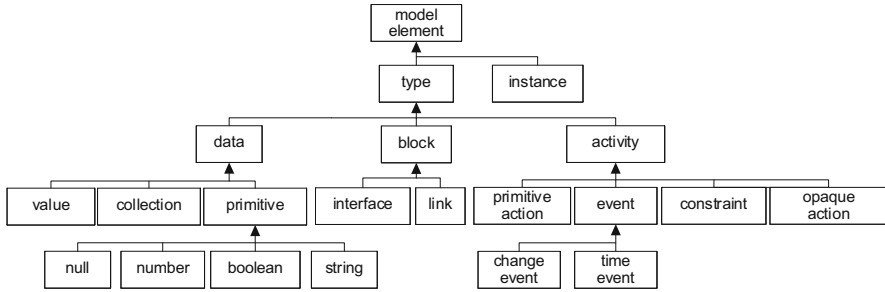 model
element
type
instance
data
block
activity
value
collection
primitive
interface
link
primitive
action
event
constraint
opaque
action
null
number
boolean
string
change
event
time
event